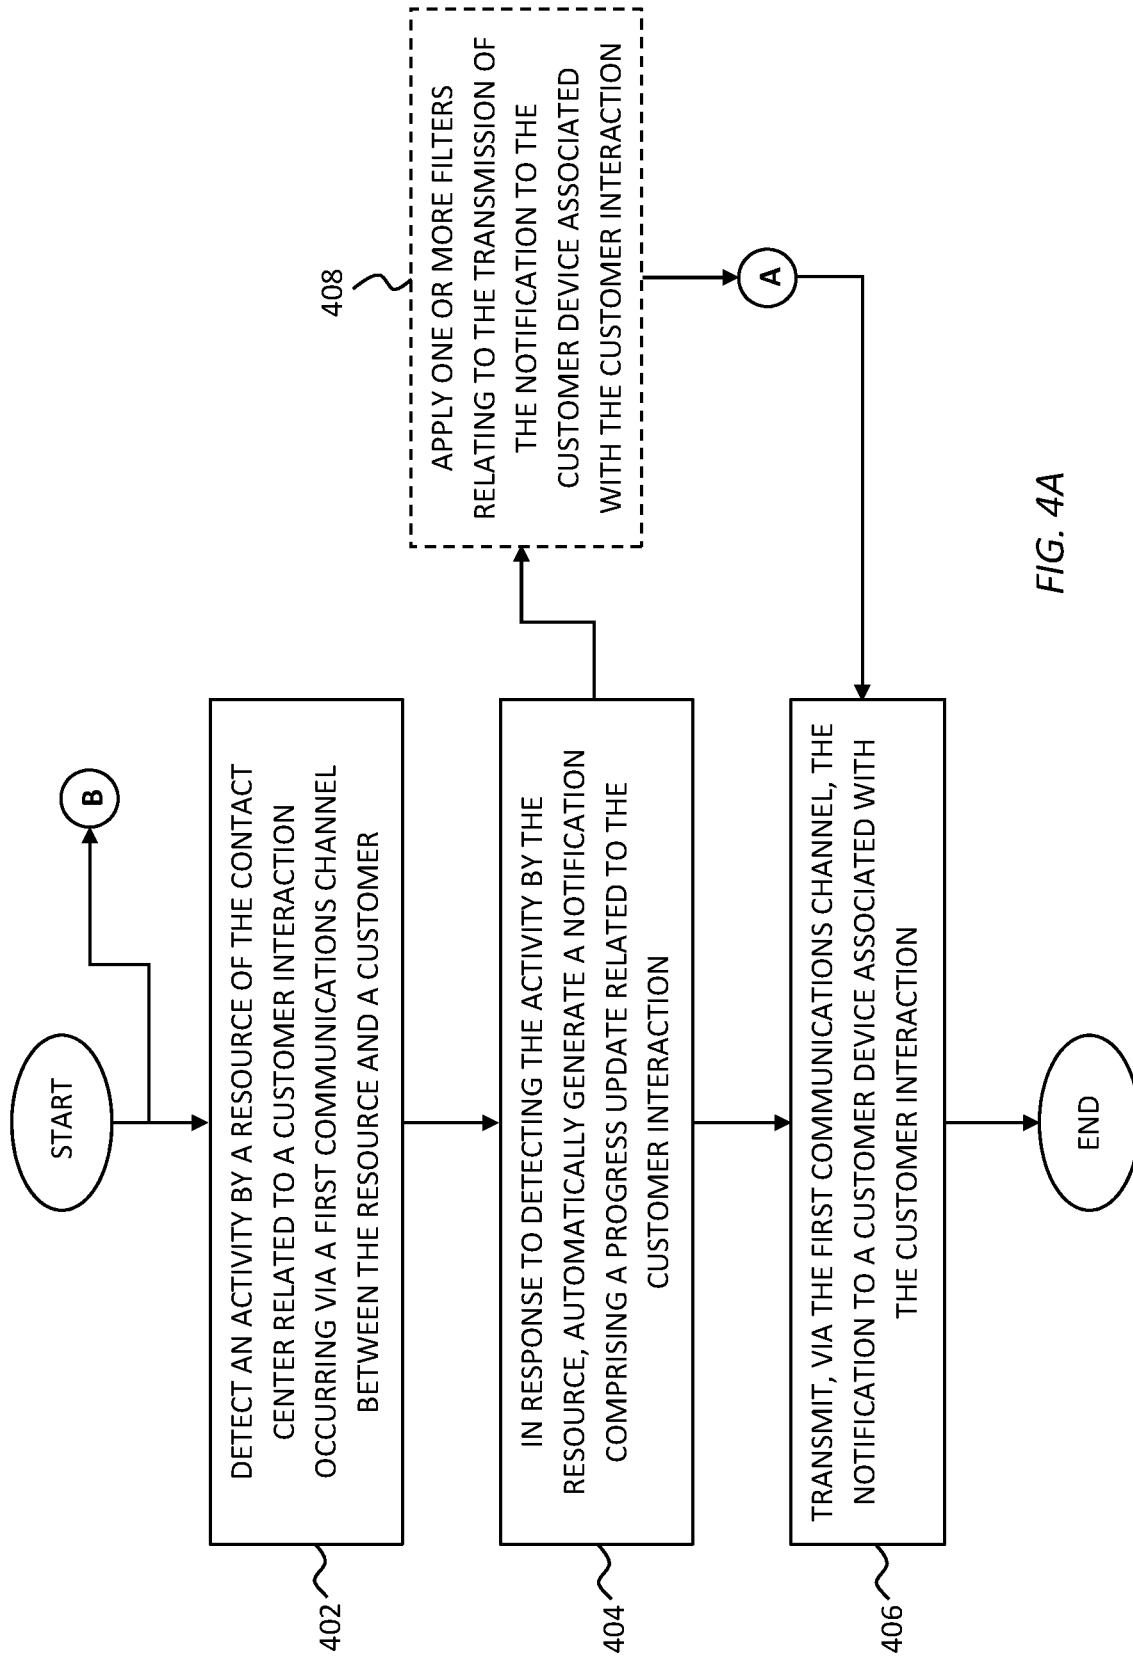 START
B
DETECT AN ACTIVITY BY A RESOURCE OF THE CONTACT
CENTER RELATED TO A CUSTOMER INTERACTION
OCCURRING VIA A FIRST COMMUNICATIONS CHANNEL
BETWEEN THE RESOURCE AND A CUSTOMER
402
IN RESPONSE TO DETECTING THE ACTIVITY BY THE
RESOURCE, AUTOMATICALLY GENERATE A NOTIFICATION
COMPRISING A PROGRESS UPDATE RELATED TO THE
CUSTOMER INTERACTION
404
408
APPLY ONE OR MORE FILTERS
RELATING TO THE TRANSMISSION OF
THE NOTIFICATION TO THE
CUSTOMER DEVICE ASSOCIATED
WITH THE CUSTOMER INTERACTION
A
TRANSMIT, VIA THE FIRST COMMUNICATIONS CHANNEL, THE
NOTIFICATION TO A CUSTOMER DEVICE ASSOCIATED WITH
THE CUSTOMER INTERACTION
406
END
FIG. 4A